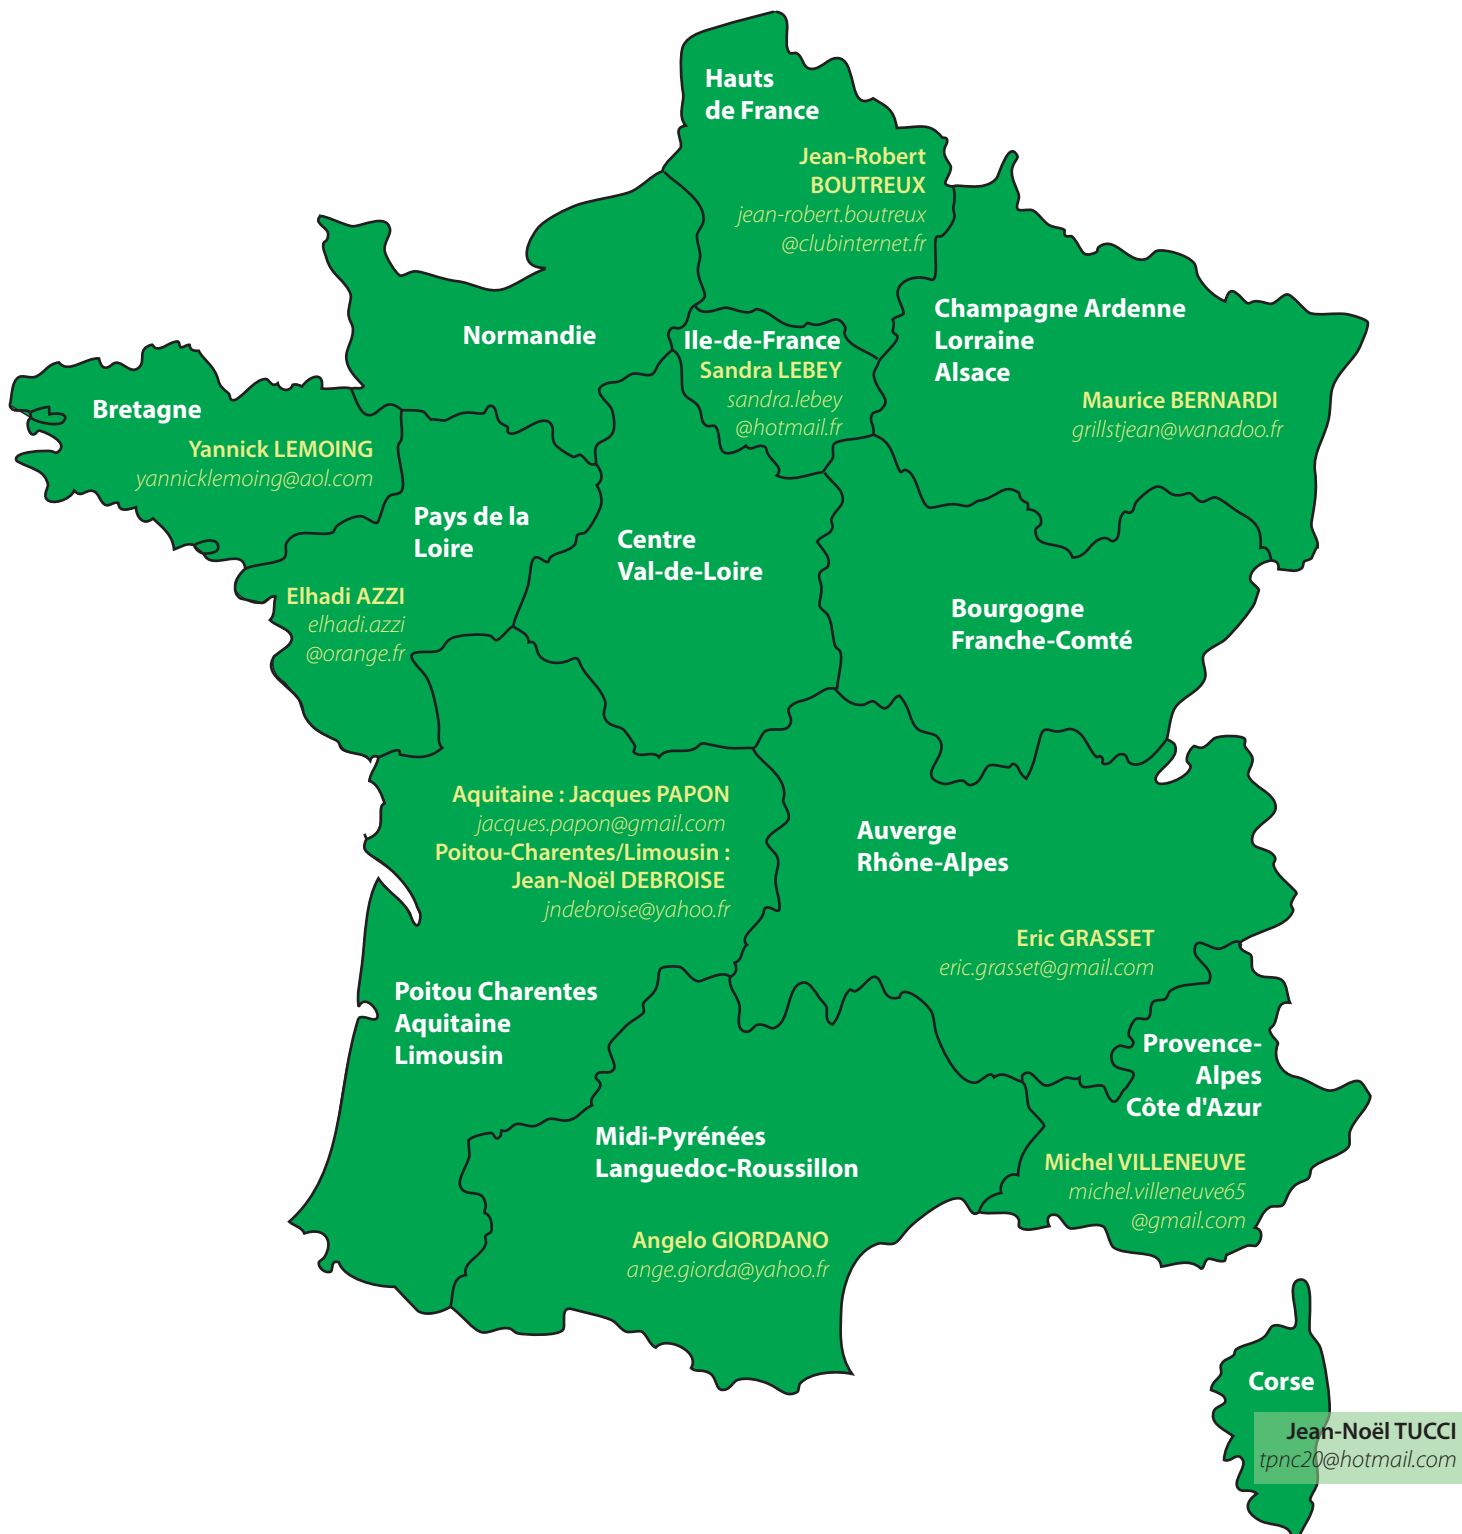 Hauts
de France
Jean-Robert
BOUTREUX
jean-robert.boutreux
@clubinternet.fr
Normandie
Ile-de-France
Sandra LEBEY
sandra.lebey
@hotmail.fr
Champagne Ardenne
Lorraine
Alsace
Maurice BERNARDI
grillstjean@wanadoo.fr
Bretagne
Yannick LEMOING
yannicklemoing@aol.com
Pays de la
Loire
Elhadi AZZI
elhadi.azzi
@orange.fr
Centre
Val-de-Loire
Bourgogne
Franche-Comté
Aquitaine : Jacques PAPON
jacques.papon@gmail.com
Poitou-Charentes/Limousin :
Jean-Noël DEBROISE
jndebroise@yahoo.fr
Poitou Charentes
Aquitaine
Limousin
Auverge
Rhône-Alpes
Eric GRASSET
eric.grasset@gmail.com
Provence-
Alpes
Côte d'Azur
Michel VILLENEUVE
michel.villeneuve65
@gmail.com
Midi-Pyrénées
Languedoc-Roussillon
Angelo GIORDANO
ange.giorda@yahoo.fr
Corse
Jean-Noël TUCCI
tpnc20@hotmail.com